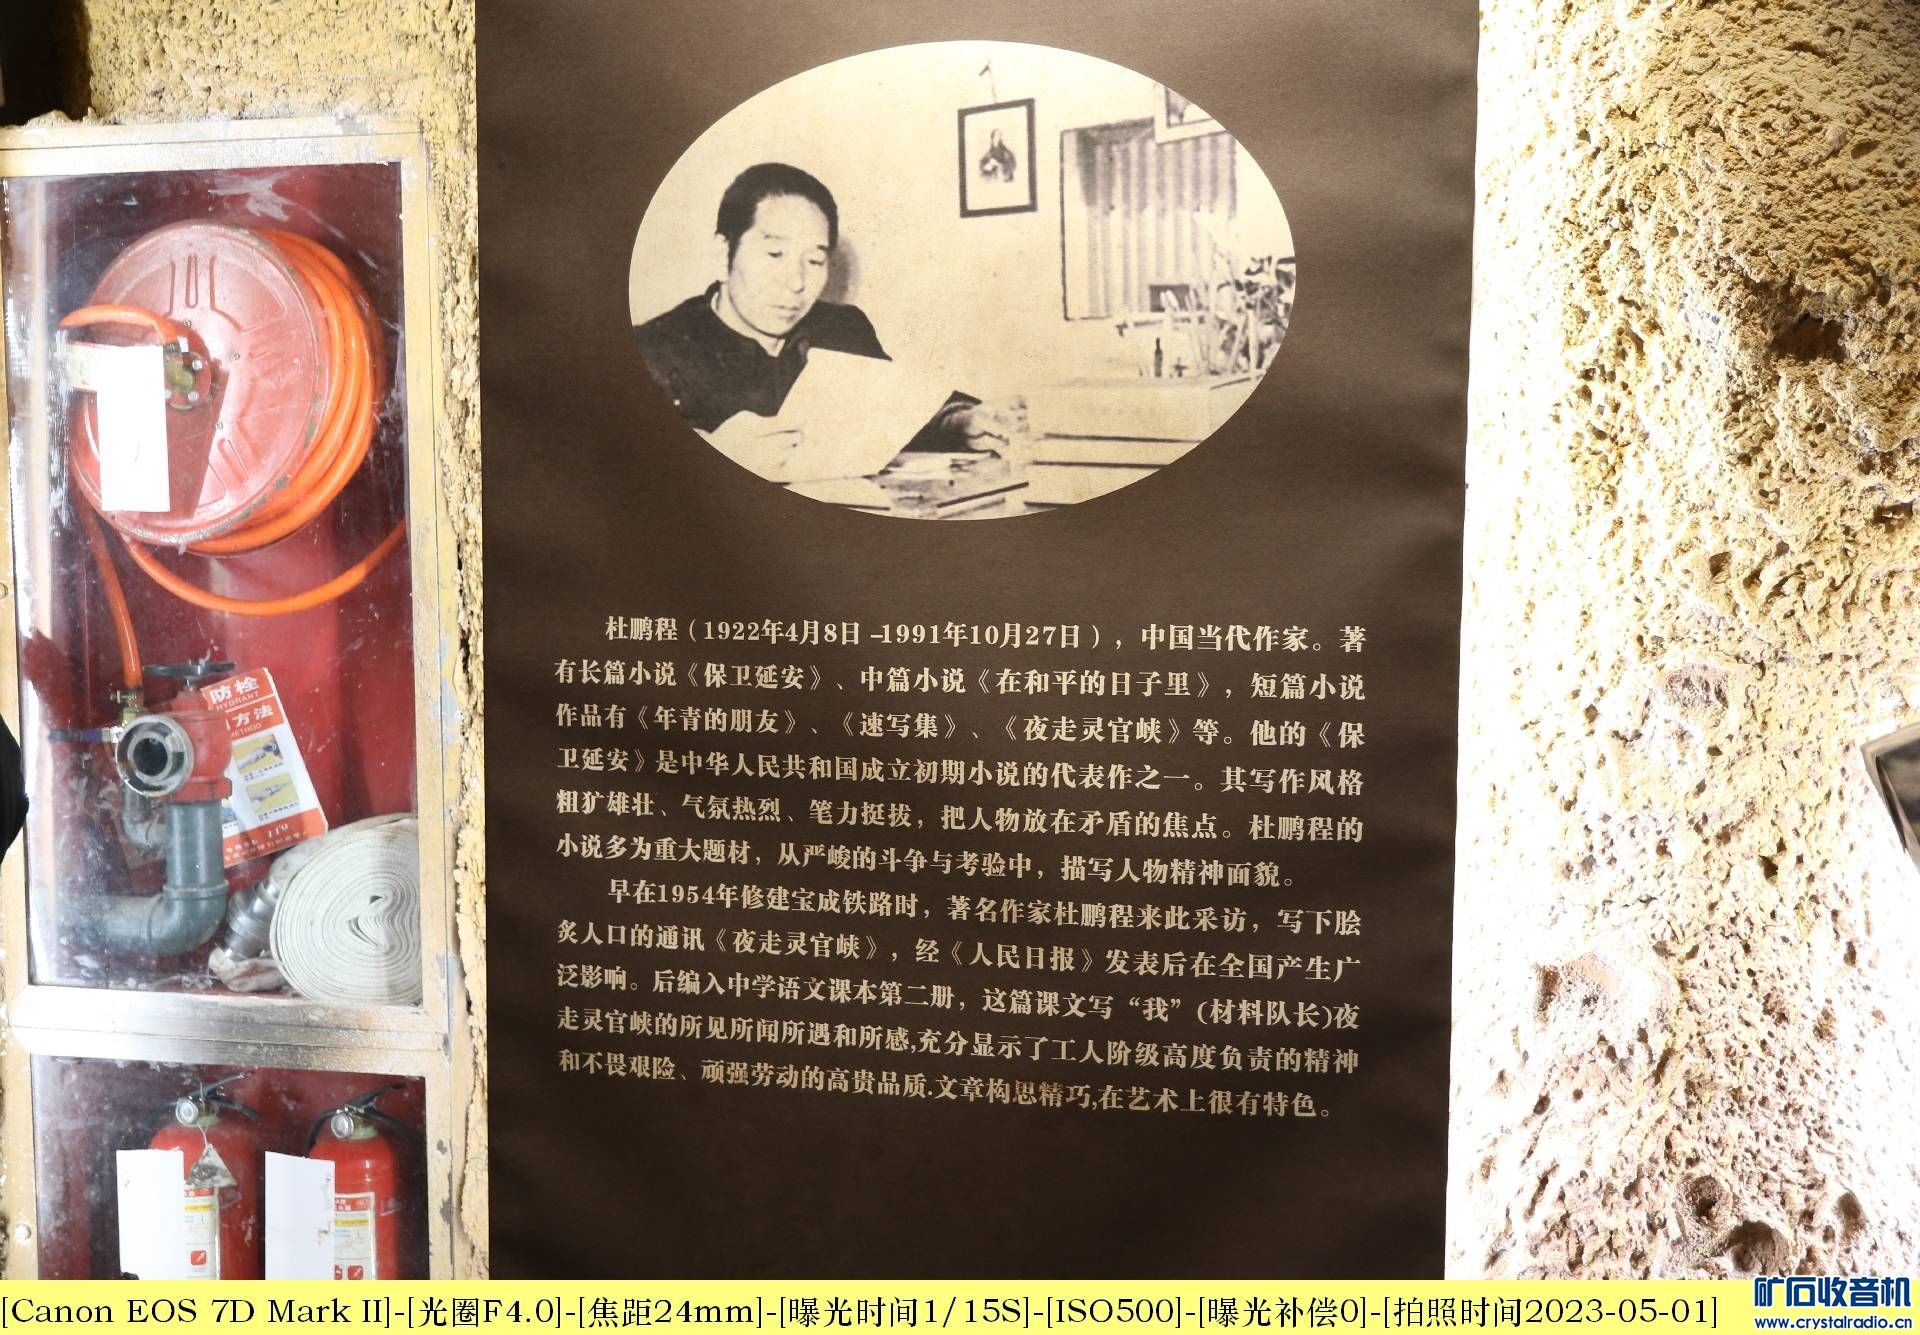 防栓
HYDRANT
方法
METHOD
119
杜鹏程（1922年4月8日-1991年10月27日），中国当代作家。著
有长篇小说《保卫延安》、中篇小说《在和平的日子里》，短篇小说
作品有《年青的朋友》、《速写集》、《夜走灵官峡》等。他的《保
卫延安》是中华人民共和国成立初期小说的代表作之一。其写作风格
粗犷雄壮、气氛热烈、笔力挺拔，把人物放在矛盾的焦点。杜鹏程的
小说多为重大题材，从严峻的斗争与考验中，描写人物精神面貌。
早在1954年修建宝成铁路时，著名作家杜鹏程来此采访，写下脍
炙人口的通讯《夜走灵官峡》，经《人民日报》发表后在全国产生广
泛影响。后编入中学语文课本第二册，这篇课文写“我”(材料队长)夜
走灵官峡的所见所闻所遇和所感,充分显示了工人阶级高度负责的精神
和不畏艰险、顽强劳动的高贵品质.文章构思精巧,在艺术上很有特色。
[Canon EOS 7D Mark II]-[光圈F4.0]-[焦距24mm]-[曝光时间1/15S]-[ISO500]-[曝光补偿0]-[拍照时间2023-05-01]
矿石收音机
www.crystalradio.cn